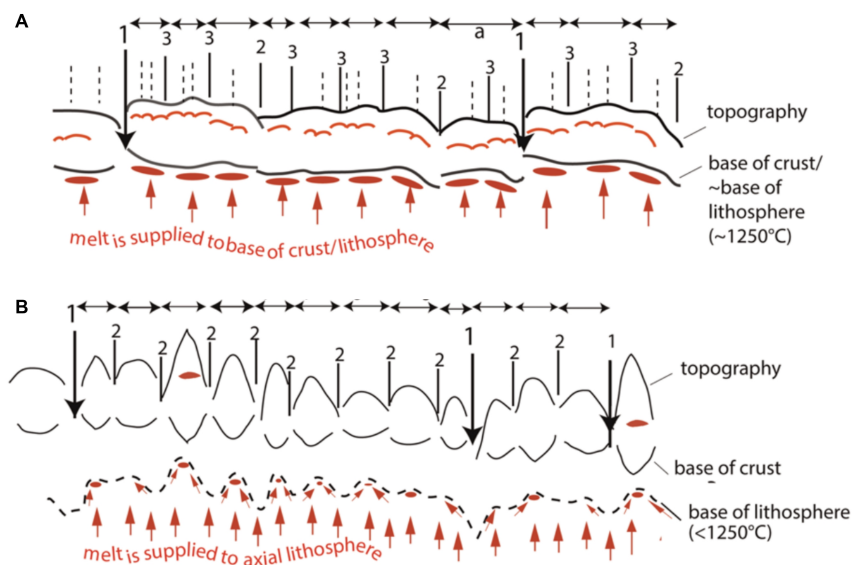 A
1 3 3 2 3 3 3 2 3 a 1 3 3 2
topography
base of crust/
~base of
lithosphere
(~1250°C)
melt is supplied to base of crust/lithosphere
B
1 2 2 2 2 2 2 2 2 1 2 2 1
topography
base of crust
base of lithosphere
(<1250°C)
melt is supplied to axial lithosphere